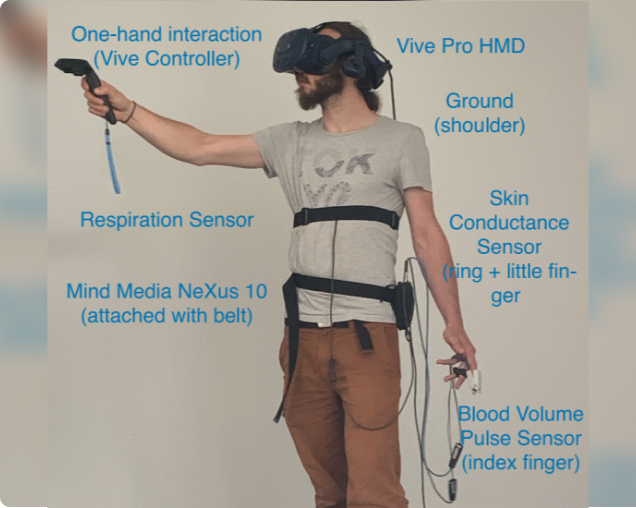 One-hand interaction
(Vive Controller)
Vive Pro HMD
Ground
(shoulder)
Respiration Sensor
Skin
Conductance
Sensor
(ring + little fin-
ger
Mind Media NeXus 10
(attached with belt)
Blood Volume
Pulse Sensor
(index finger)